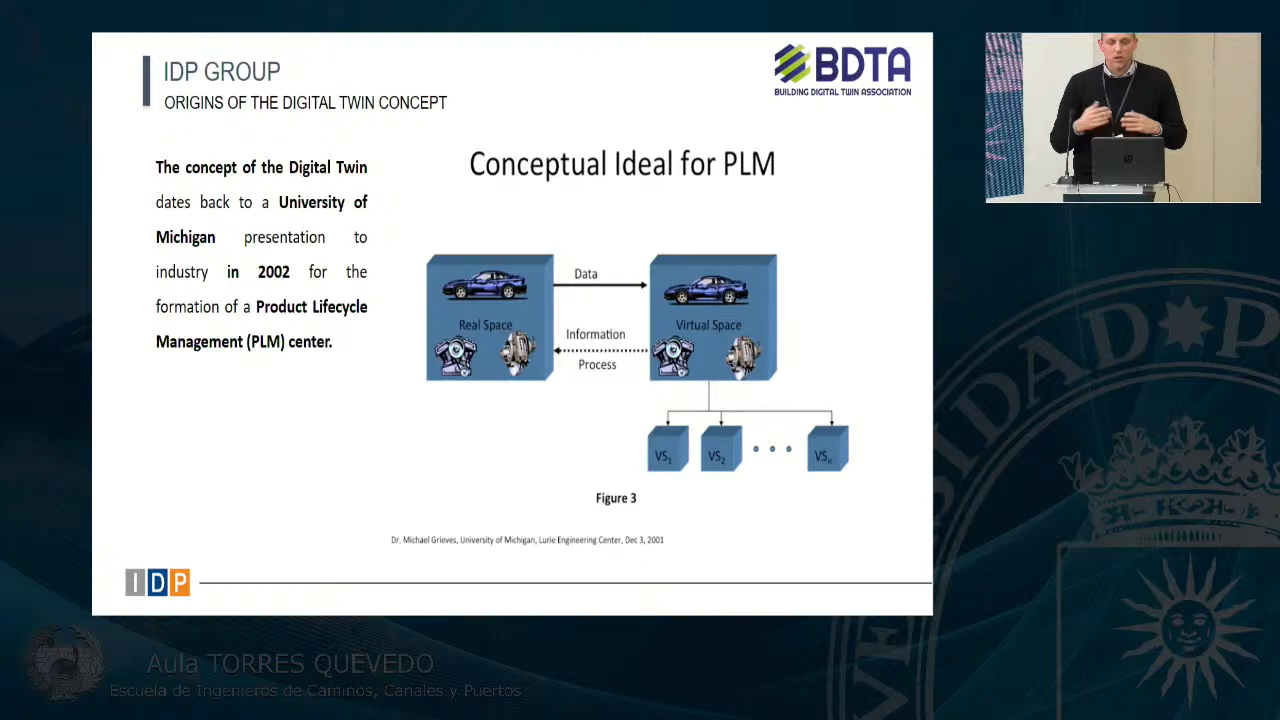 IDP GROUP
ORIGINS OF THE DIGITAL TWIN CONCEPT
BDTA
BUILDING DIGITAL TWIN ASSOCIATION
The concept of the Digital Twin
dates back to a University of
Michigan presentation to
industry in 2002 for the
formation of a Product Lifecycle
Management (PLM) center.
Conceptual Ideal for PLM
Data
Real Space
Virtual Space
Information
Process
VS1
VS2
VSn
Figure 3
Dr. Michael Grieves, University of Michigan, Lurie Engineering Center, Dec 3, 2001
IDP
Aula TORRES QUEVEDO
Escuela de Ingenieros de Caminos, Canales y Puertos
VERSIDAD P